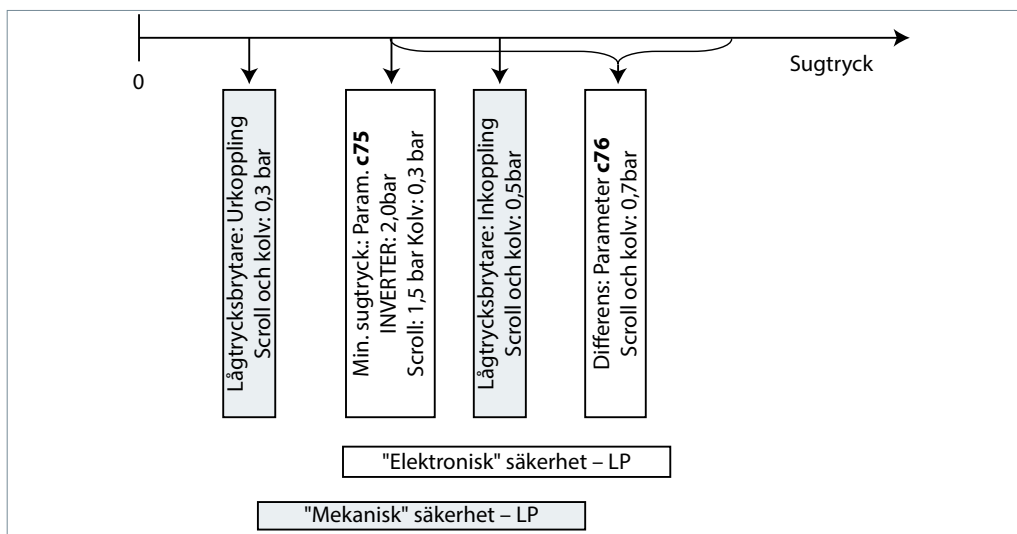 0
Sugtryck
Lågtrycksbrytare: Urkoppling
Scroll och kolv: 0,3 bar
Min. sugtryck.: Param. c75
INVERTER: 2,0bar
Scroll: 1,5 bar Kolv: 0,3 bar
Lågtrycksbrytare: Inkoppling
Scroll och kolv: 0,5bar
Differens: Parameter c76
Scroll och kolv: 0,7bar
"Elektronisk" säkerhet – LP
"Mekanisk" säkerhet – LP